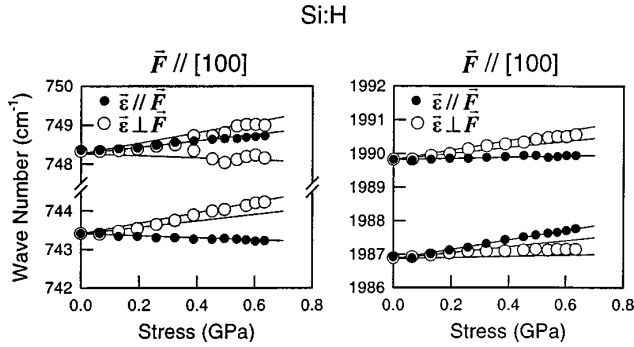 Si:H
F⃗ // [100]
F⃗ // [100]
Wave Number (cm⁻¹)
750
749
748
744
743
742
ε⃗ // F⃗
ε⃗ ⊥ F⃗
0.0 0.2 0.4 0.6 0.8
Stress (GPa)
1992
1991
1990
1989
1988
1987
1986
ε⃗ // F⃗
ε⃗ ⊥ F⃗
0.0 0.2 0.4 0.6 0.8
Stress (GPa)